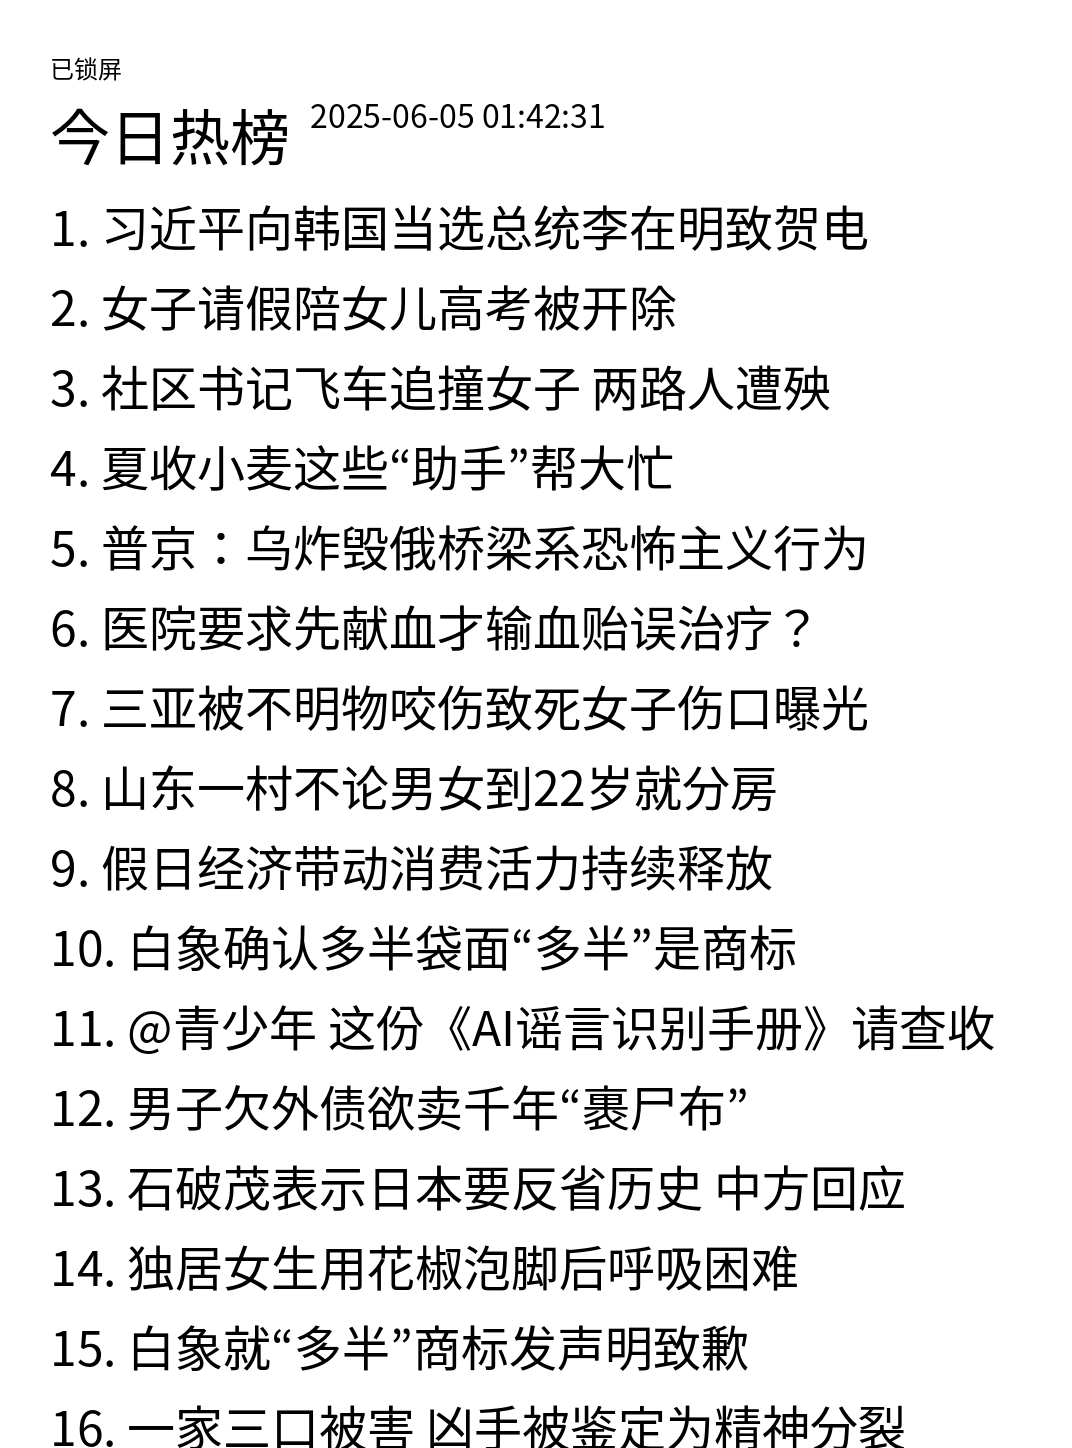 已锁屏
今日热榜 2025-06-05 01:42:31
1. 习近平向韩国当选总统李在明致贺电
2. 女子请假陪女儿高考被开除
3. 社区书记飞车追撞女子 两路人遭殃
4. 夏收小麦这些“助手”帮大忙
5. 普京：乌炸毁俄桥梁系恐怖主义行为
6. 医院要求先献血才输血贻误治疗？
7. 三亚被不明物咬伤致死女子伤口曝光
8. 山东一村不论男女到22岁就分房
9. 假日经济带动消费活力持续释放
10. 白象确认多半袋面“多半”是商标
11. @青少年 这份《AI谣言识别手册》请查收
12. 男子欠外债欲卖千年“裹尸布”
13. 石破茂表示日本要反省历史 中方回应
14. 独居女生用花椒泡脚后呼吸困难
15. 白象就“多半”商标发声明致歉
16. 一家三口被害 凶手被鉴定为精神分裂